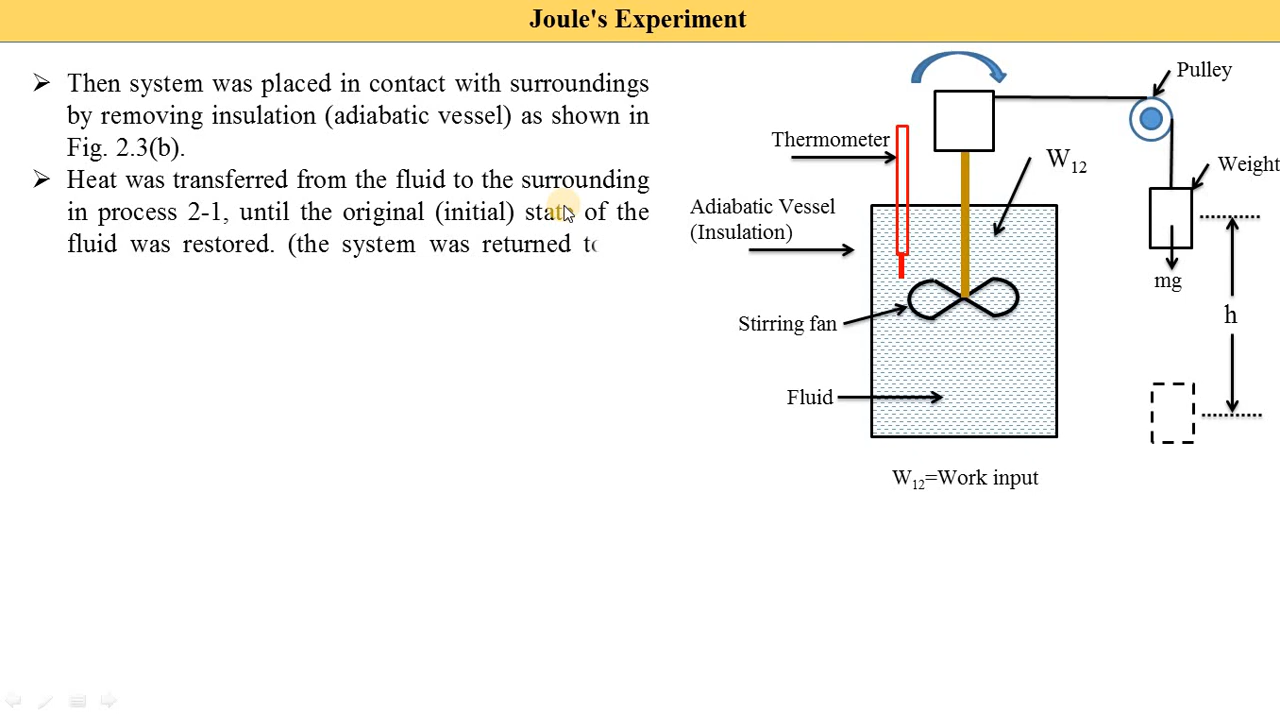 Joule's Experiment
➢ Then system was placed in contact with surroundings
by removing insulation (adiabatic vessel) as shown in
Fig. 2.3(b).
➢ Heat was transferred from the fluid to the surrounding
in process 2-1, until the original (initial) state of the
fluid was restored. (the system was returned
Pulley
Thermometer
W₁₂
Weight
Adiabatic Vessel
(Insulation)
mg
h
Stirring fan
Fluid
W₁₂=Work input